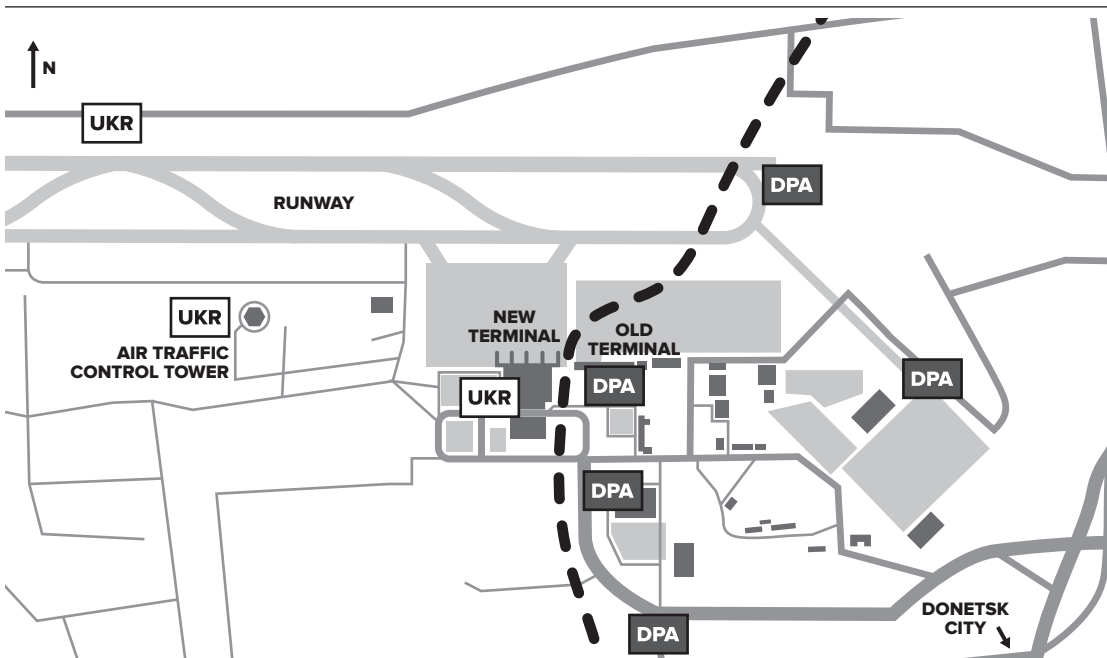 N
UKR
DPA
RUNWAY
UKR
AIR TRAFFIC
CONTROL TOWER
NEW
TERMINAL
OLD
TERMINAL
UKR
DPA
DPA
DPA
DPA
DONETSK
CITY